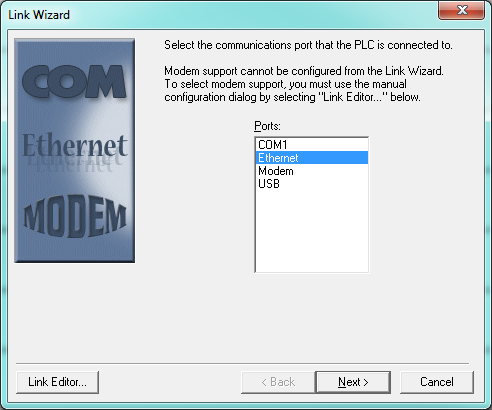 Link Wizard
COM
Ethernet
MODEM
Select the communications port that the PLC is connected to.
Modem support cannot be configured from the Link Wizard.
To select modem support, you must use the manual
configuration dialog by selecting "Link Editor..." below.
Ports:
COM1
Ethernet
Modem
USB
Link Editor...
< Back
Next >
Cancel